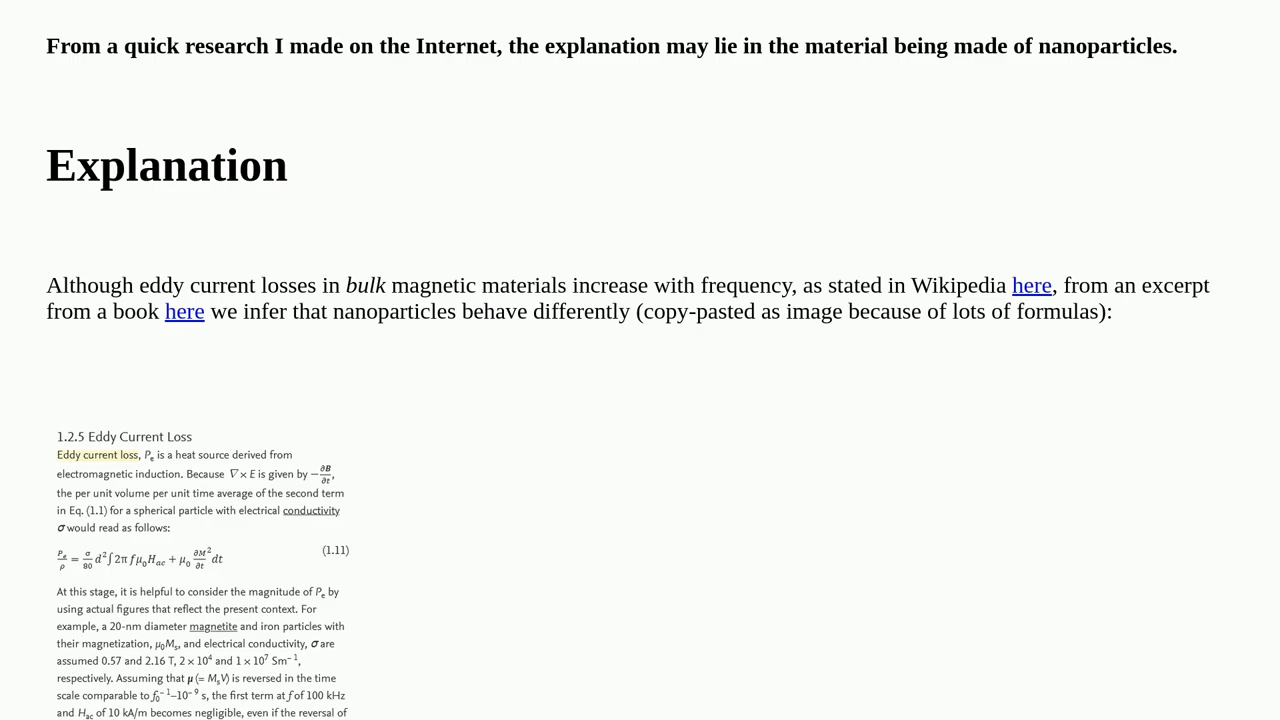 From a quick research I made on the Internet, the explanation may lie in the material being made of nanoparticles.
Explanation
Although eddy current losses in bulk magnetic materials increase with frequency, as stated in Wikipedia here, from an excerpt
from a book here we infer that nanoparticles behave differently (copy-pasted as image because of lots of formulas):
1.2.5 Eddy Current Loss
Eddy current loss, Pₑ is a heat source derived from
electromagnetic induction. Because ∇ × E is given by −∂B/∂t,
the per unit volume per unit time average of the second term
in Eq. (1.1) for a spherical particle with electrical conductivity
σ would read as follows:
Pₑ/ρ = σ/80 d² ∫ 2π fμ₀Hac + μ₀ ∂M/∂t² dt (1.11)
At this stage, it is helpful to consider the magnitude of Pₑ by
using actual figures that reflect the present context. For
example, a 20-nm diameter magnetite and iron particles with
their magnetization, μ₀Mₛ, and electrical conductivity, σ are
assumed 0.57 and 2.16 T, 2 × 10⁴ and 1 × 10⁷ Sm⁻¹,
respectively. Assuming that μ (= MₛV) is reversed in the time
scale comparable to f₀⁻¹–10⁻⁹ s, the first term at f of 100 kHz
and Hac of 10 kA/m becomes negligible, even if the reversal of